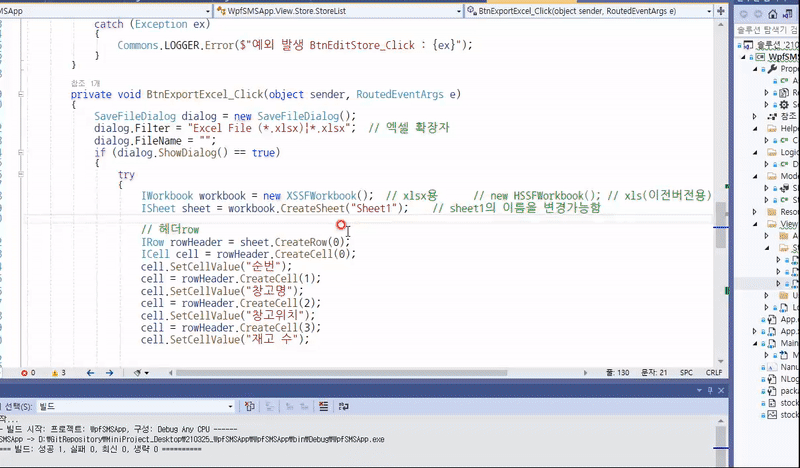 MSApp
WpfSMSApp.View.Store.StoreList
BtnExportExcel_Click(object sender, RoutedEventArgs e)
catch (Exception ex)
{
Commons.LOGGER.Error($"예외 발생 BtnEditStore_Click : {ex}");
}
}
참조 1개
private void BtnExportExcel_Click(object sender, RoutedEventArgs e)
{
SaveFileDialog dialog = new SaveFileDialog();
dialog.Filter = "Excel File (*.xlsx)|*.xlsx"; // 엑셀 확장자
dialog.FileName = "";
if (dialog.ShowDialog() == true)
{
try
{
IWorkbook workbook = new XSSFWorkbook(); // xlsx용 // new HSSFWorkbook(); // xls(이전버전용)
ISheet sheet = workbook.CreateSheet("Sheet1"); // sheet1의 이름을 변경가능함
// 헤더row
IRow rowHeader = sheet.CreateRow(0);
ICell cell = rowHeader.CreateCell(0);
cell.SetCellValue("순번");
cell = rowHeader.CreateCell(1);
cell.SetCellValue("창고명");
cell = rowHeader.CreateCell(2);
cell.SetCellValue("창고위치");
cell = rowHeader.CreateCell(3);
cell.SetCellValue("재고 수");
0 3 줄: 130 문자: 21 SPC CRLF
선택(S): 빌드
작...
- 빌드 시작: 프로젝트: WpfSMSApp, 구성: Debug Any CPU ------
SMSApp -> D:\GitRepository\MiniProject_Desktop\210325_WpfSMSApp\WpfSMSApp\bin\Debug\WpfSMSApp.exe
=== 빌드: 성공 1, 실패 0, 최신 0, 생략 0 ==========
솔루션 탐색기
솔루션 탐색기 검
솔루션 '210
WpfSMS
Prope
A
Re
Se
참조
Helpe
C
Logic
D
Mode
S
St
Resou
View
A
S
U
Lo
App.c
App.x
Main
M
Nanu
NLog
packa
stock
stock